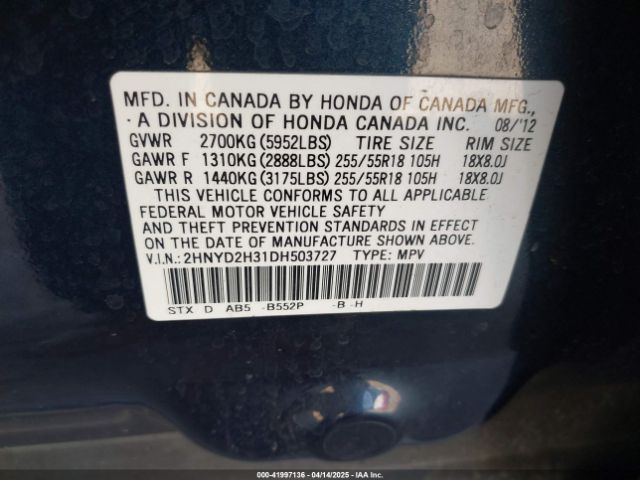 MFD. IN CANADA BY HONDA OF CANADA MFG.,
A DIVISION OF HONDA CANADA INC. 08/'12
GVWR 2700KG (5952LBS) TIRE SIZE RIM SIZE
GAWR F 1310KG (2888LBS) 255/55R18 105H 18X8.0J
GAWR R 1440KG (3175LBS) 255/55R18 105H 18X8.0J
THIS VEHICLE CONFORMS TO ALL APPLICABLE
FEDERAL MOTOR VEHICLE SAFETY
AND THEFT PREVENTION STANDARDS IN EFFECT
ON THE DATE OF MANUFACTURE SHOWN ABOVE.
V.I.N.: 2HNYD2H31DH503727 TYPE: MPV
STX D AB5 -B552P -B -H
000-41997136 - 04/14/2025 - IAAI.COM